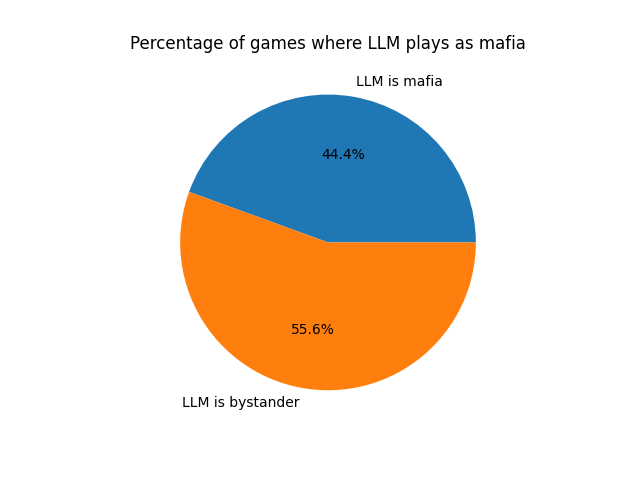 Percentage of games where LLM plays as mafia
LLM is mafia
44.4%
55.6%
LLM is bystander